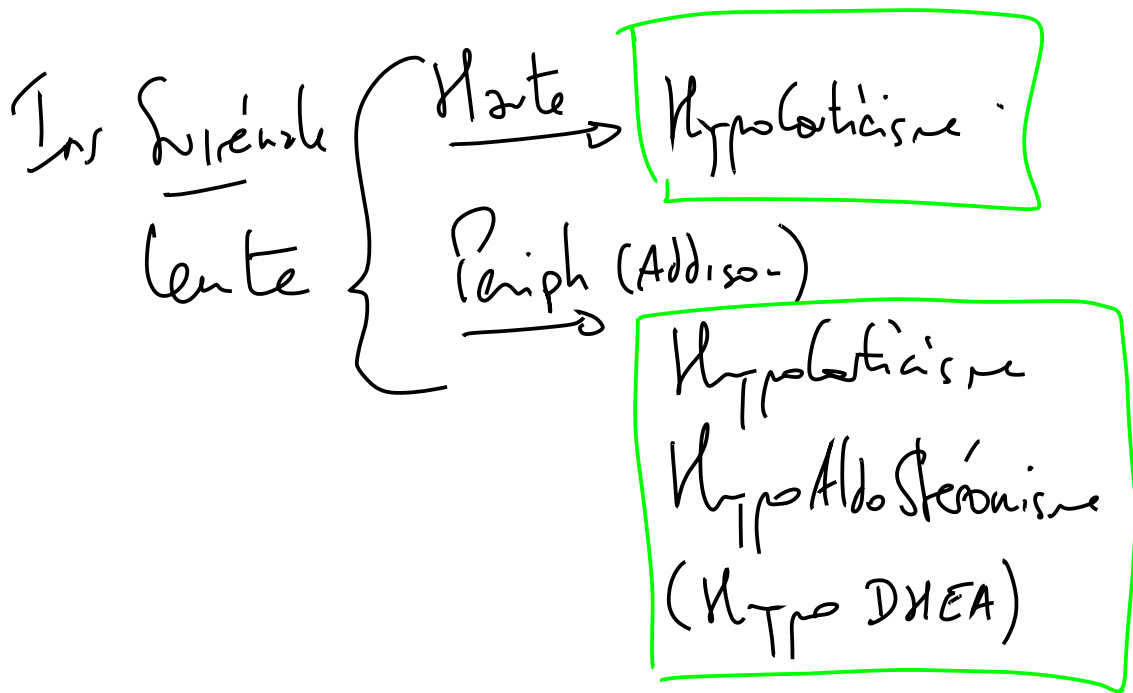 Ins Surrénale
lente
Haute
HypoCorticisme
Périph (Addison)
HypoCorticisme
HypoAldoStéronisme
(Hypo DHEA)